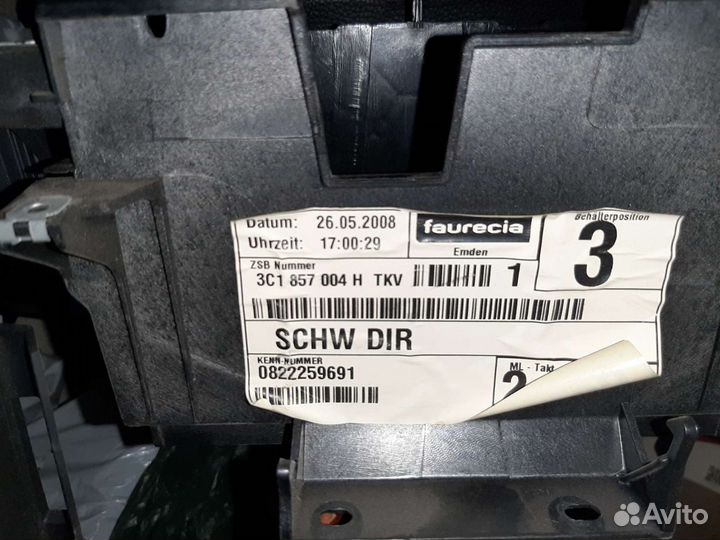 Datum: 26.05.2008
Uhrzeit: 17:00:29
faurecia
Emden
Schalterposition
3
ZSB Nummer
3C1 857 004 H TKV
1
SCHW DIR
KENN-NUMMER
0822259691
ML - Takt
2
Avito